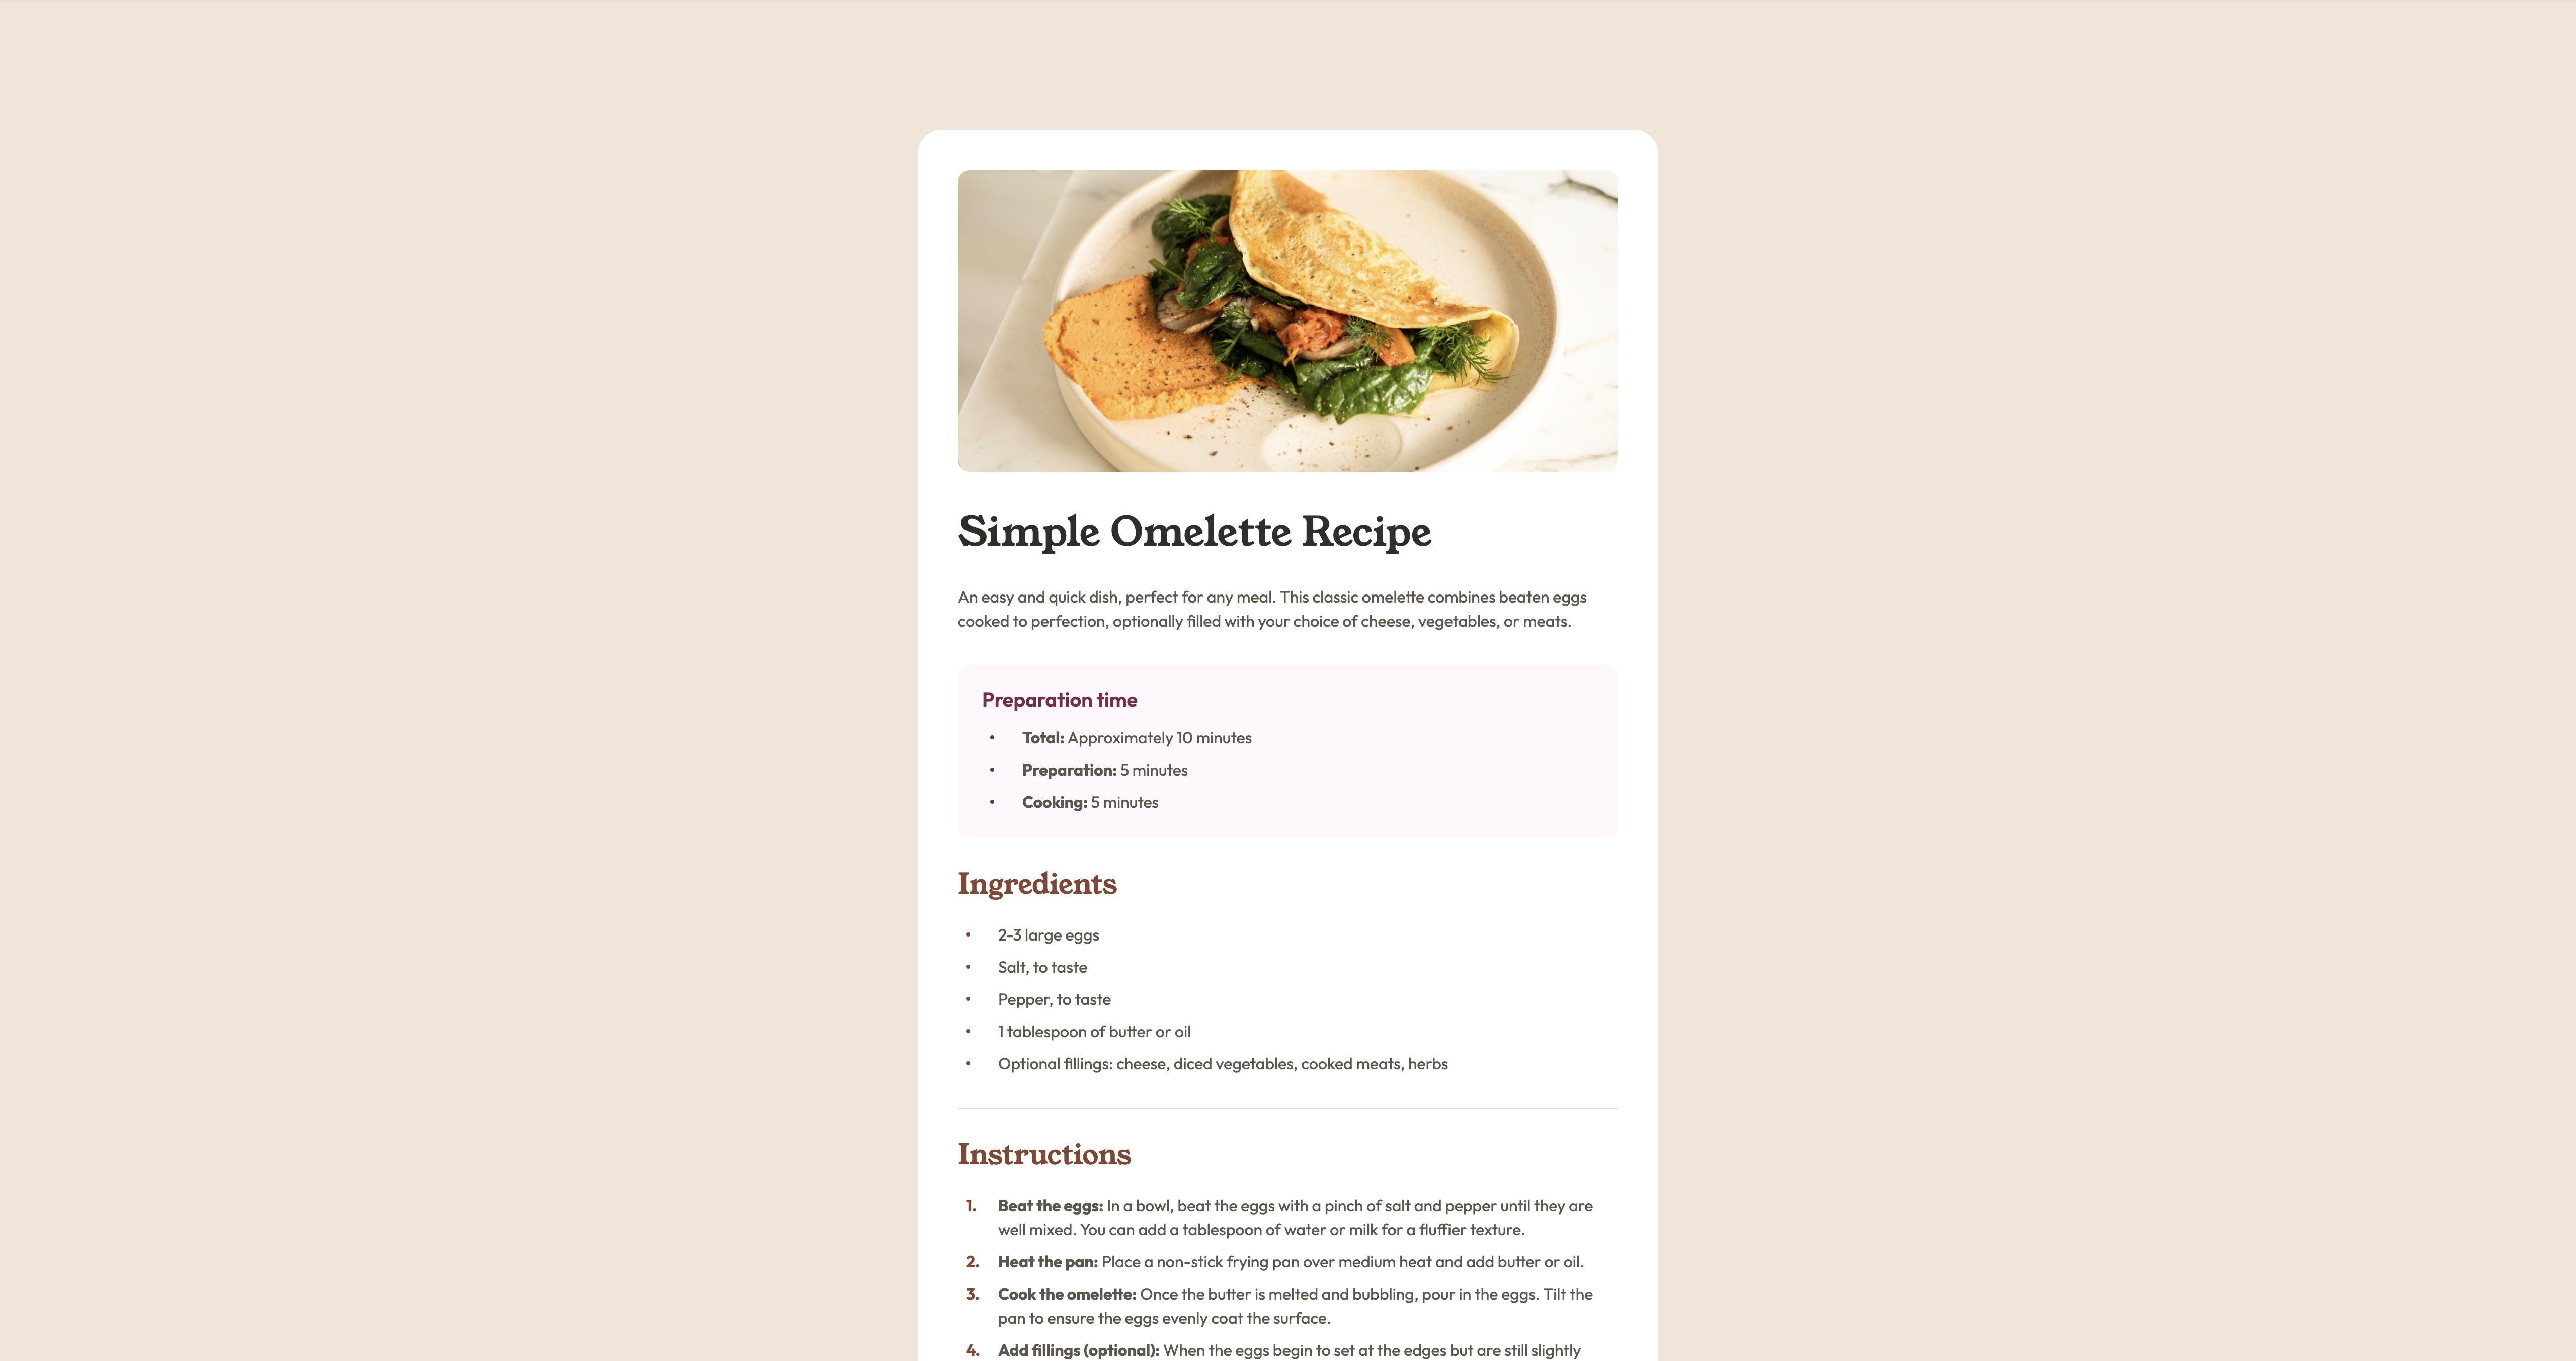 Simple Omelette Recipe
An easy and quick dish, perfect for any meal. This classic omelette combines beaten eggs
cooked to perfection, optionally filled with your choice of cheese, vegetables, or meats.
Preparation time
• Total: Approximately 10 minutes
• Preparation: 5 minutes
• Cooking: 5 minutes
Ingredients
• 2-3 large eggs
• Salt, to taste
• Pepper, to taste
• 1 tablespoon of butter or oil
• Optional fillings: cheese, diced vegetables, cooked meats, herbs
Instructions
1. Beat the eggs: In a bowl, beat the eggs with a pinch of salt and pepper until they are
well mixed. You can add a tablespoon of water or milk for a fluffier texture.
2. Heat the pan: Place a non-stick frying pan over medium heat and add butter or oil.
3. Cook the omelette: Once the butter is melted and bubbling, pour in the eggs. Tilt the
pan to ensure the eggs evenly coat the surface.
4. Add fillings (optional): When the eggs begin to set at the edges but are still slightly